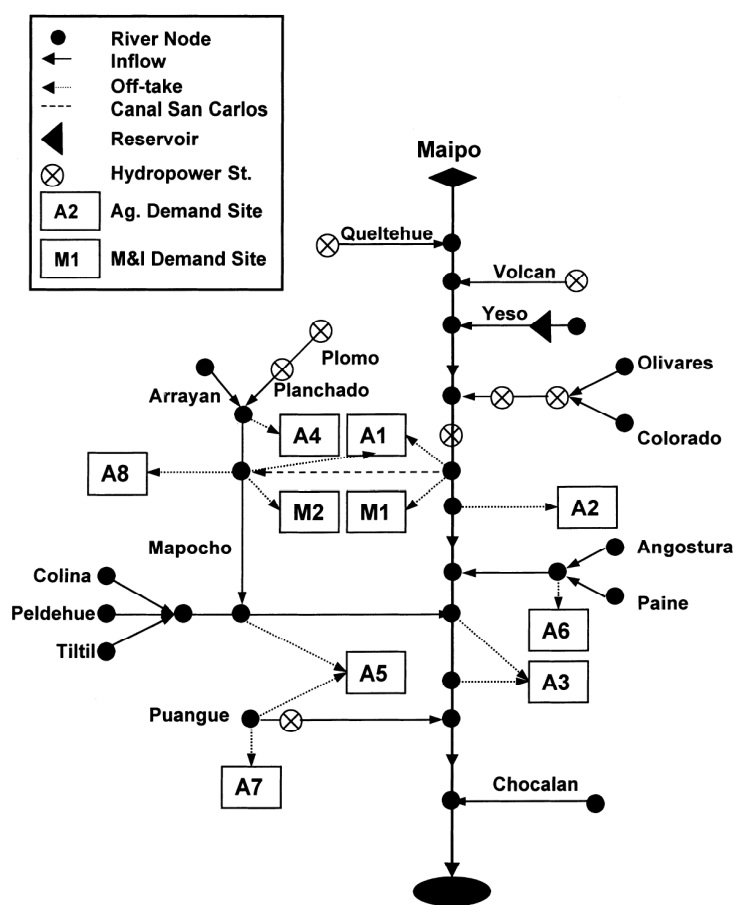 River Node
Inflow
Off-take
Canal San Carlos
Reservoir
Hydropower St.
A2 Ag. Demand Site
M1 M&I Demand Site
Maipo
Queltehue
Volcan
Yeso
Plomo
Olivares
Planchado
Arrayan
A4
A1
Colorado
A8
M2
M1
A2
Mapocho
Angostura
Colina
Paine
Peldehue
A6
Tiltil
A5
A3
Puangue
A7
Chocalan